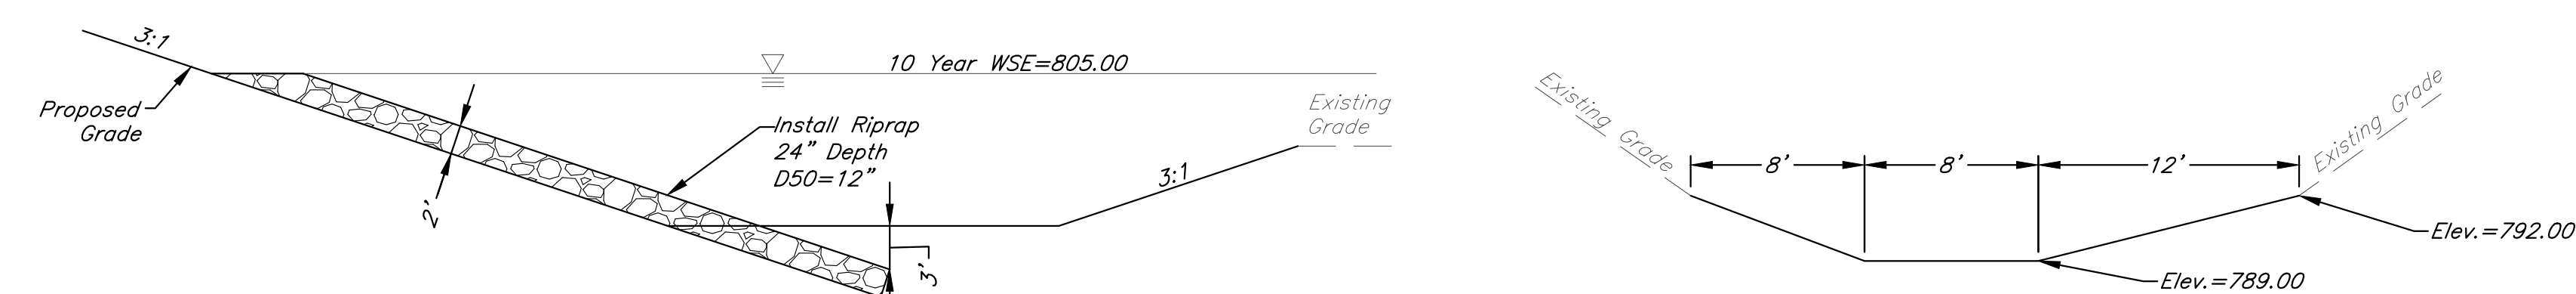 3:1
10 Year WSE=805.00
Proposed
Grade
Install Riprap
24” Depth
D50=12”
2'
3'
3:1
Existing
Grade
Existing Grade
8'
8'
12'
Existing Grade
Elev.=792.00
Elev.=789.00